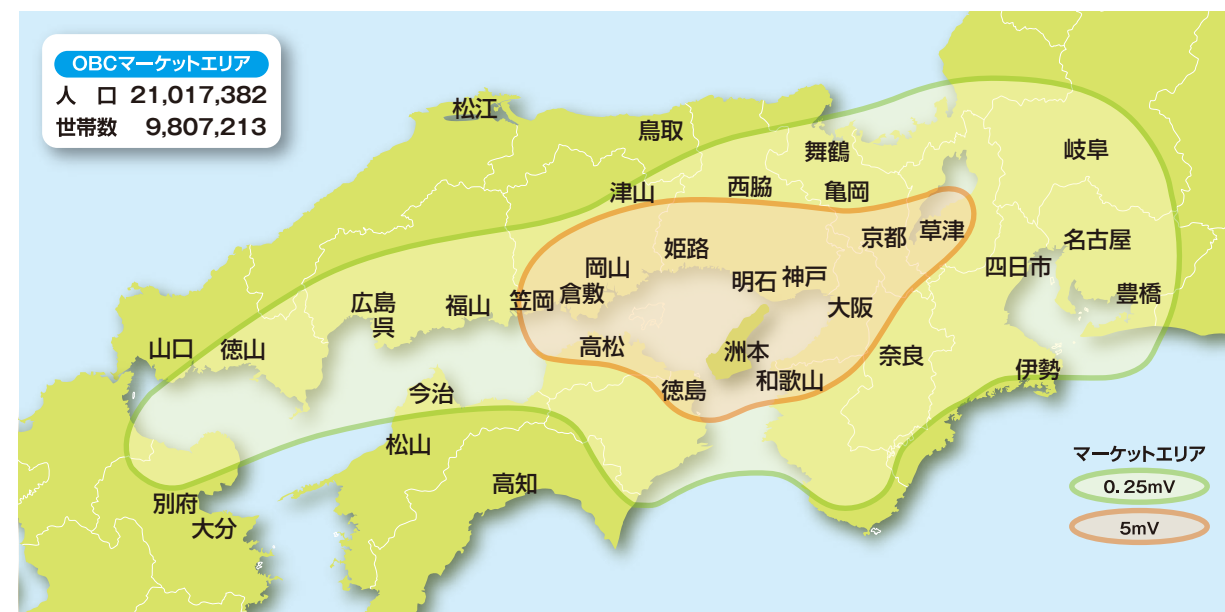 OBCマーケットエリア
人 口 21,017,382
世帯数 9,807,213
松江
鳥取
舞鶴
岐阜
津山
西脇
亀岡
京都
草津
名古屋
姫路
岡山
倉敷
笠岡
明石
神戸
大阪
四日市
豊橋
広島
呉
福山
山口
徳山
高松
洲本
奈良
伊勢
今治
徳島
和歌山
松山
高知
別府
大分
マーケットエリア
0.25mV
5mV